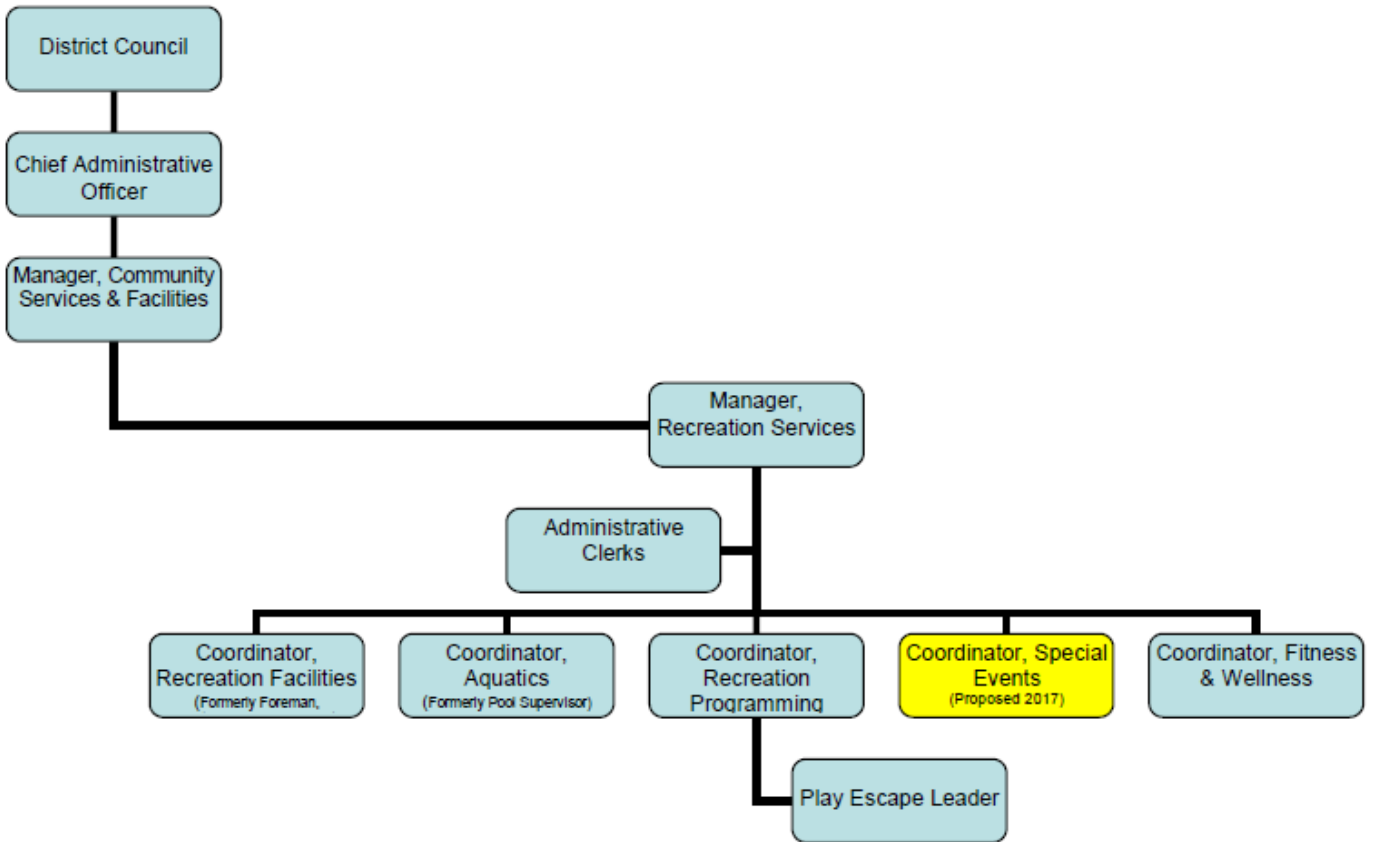 District Council
Chief Administrative
Officer
Manager, Community
Services & Facilities
Manager,
Recreation Services
Administrative
Clerks
Coordinator,
Recreation Facilities
(Formerly Foreman,
Coordinator,
Aquatics
(Formerly Pool Supervisor)
Coordinator,
Recreation
Programming
Coordinator, Special
Events
(Proposed 2017)
Coordinator, Fitness
& Wellness
Play Escape Leader